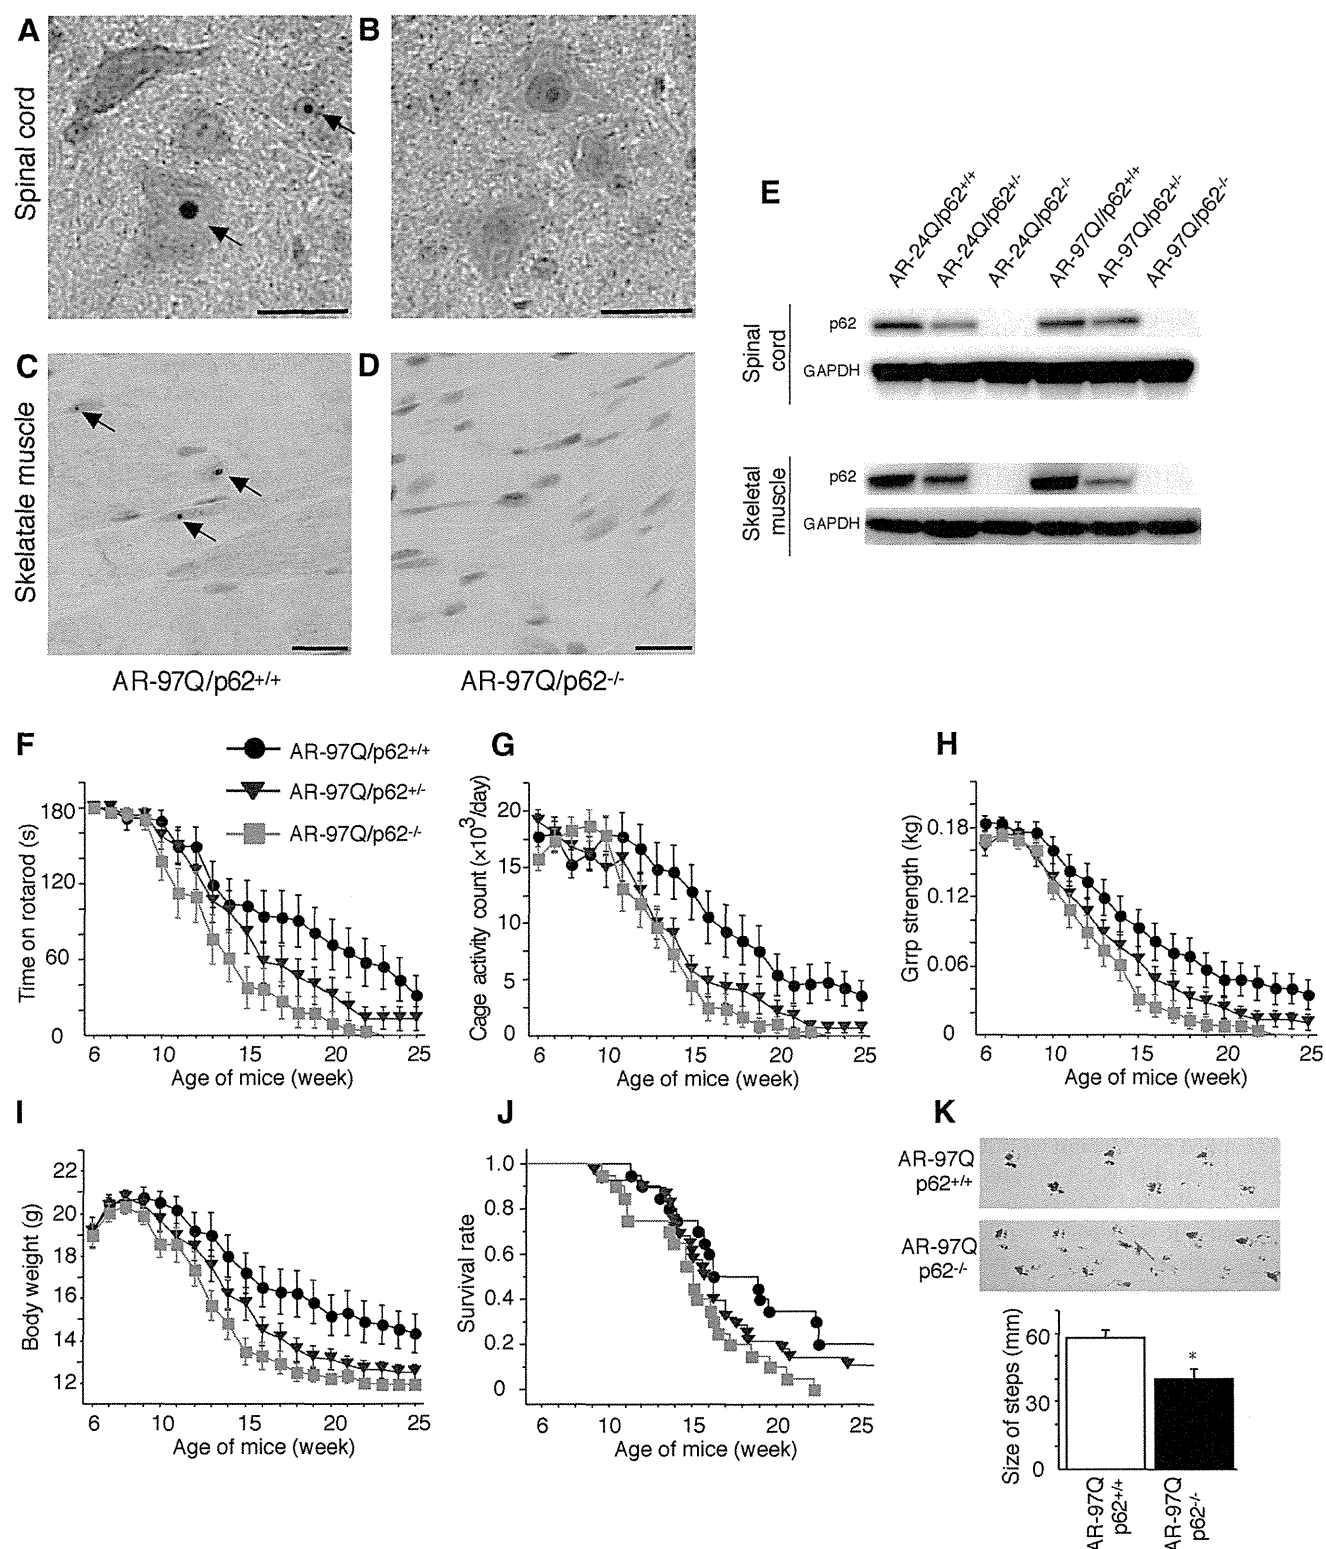 A
B
Spinal cord
C
D
Skelatale muscle
AR-97Q/p62+/+
AR-97Q/p62-/-
E
AR-24Q/p62+/+
AR-24Q/p62+/-
AR-24Q/p62-/-
AR-97Q//p62+/+
AR-97Q/p62+/-
AR-97Q/p62-/-
Spinal cord
p62
GAPDH
Skeletal muscle
p62
GAPDH
F
AR-97Q/p62+/+
AR-97Q/p62+/-
AR-97Q/p62-/-
Time on rotarod (s)
180
120
60
0
6 10 15 20 25
Age of mice (week)
G
Cage activity count (×10³/day)
20
15
10
5
0
6 10 15 20 25
Age of mice (week)
H
Grrp strength (kg)
0.18
0.12
0.06
0
6 10 15 20 25
Age of mice (week)
I
Body weight (g)
22
20
18
16
14
12
6 10 15 20 25
Age of mice (week)
J
Survival rate
1.0
0.8
0.6
0.4
0.2
0
6 10 15 20 25
Age of mice (week)
K
AR-97Q
p62+/+
AR-97Q
p62-/-
Size of steps (mm)
60
30
0
*
AR-97Q
p62+/+
AR-97Q
p62-/-